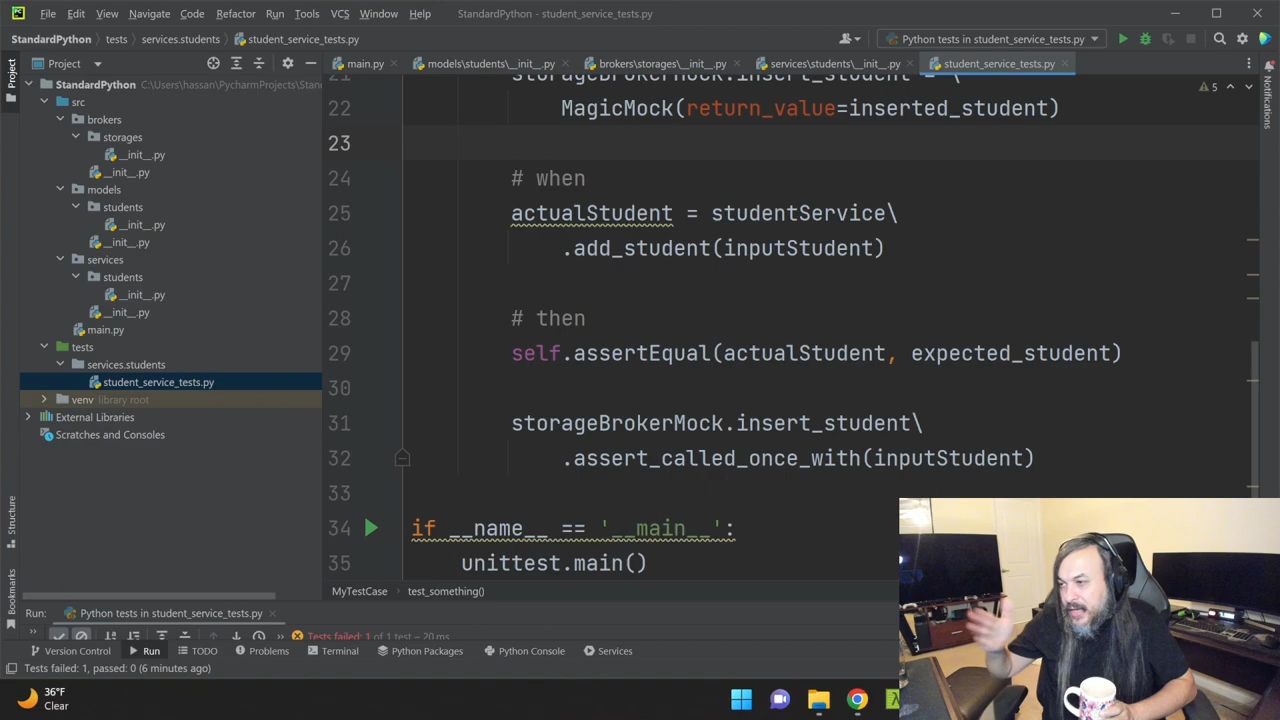 File Edit View Navigate Code Refactor Run Tools VCS Window Help StandardPython - student_service_tests.py
StandardPython tests services.students student_service_tests.py Python tests in student_service_tests.py
Project
Project main.py models\students\__init__.py brokers\storages\__init__.py services\students\__init__.py student_service_tests.py
Notifications
StandardPython C:\Users\hassan\PycharmProjects\Stan
src
brokers
storages
__init__.py
__init__.py
models
students
__init__.py
__init__.py
services
students
__init__.py
__init__.py
main.py
tests
services.students
student_service_tests.py
venv library root
External Libraries
Scratches and Consoles
5
storageBrokerMock.insert_student = \
22 MagicMock(return_value=inserted_student)
23
24 # when
25 actualStudent = studentService\
26 .add_student(inputStudent)
27
28 # then
29 self.assertEqual(actualStudent, expected_student)
30
31 storageBrokerMock.insert_student\
32 .assert_called_once_with(inputStudent)
33
34 if __name__ == '__main__':
35 unittest.main()
MyTestCase test_something()
Structure
Bookmarks
Run: Python tests in student_service_tests.py
Tests failed: 1 of 1 test – 20 ms
Version Control Run TODO Problems Terminal Python Packages Python Console Services
Tests failed: 1, passed: 0 (6 minutes ago)
36°F
Clear